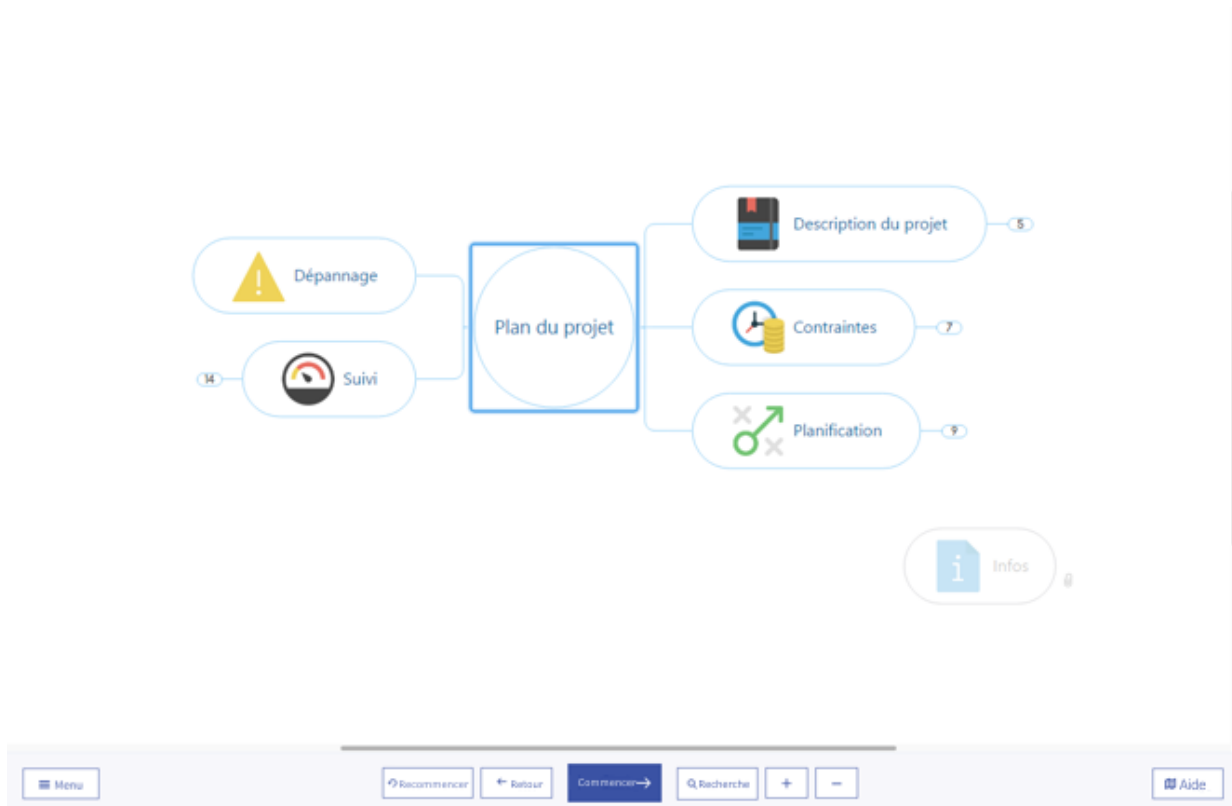 Plan du projet
Description du projet
5
Contraintes
7
Planification
9
Dépannage
Suivi
14
i Infos
Menu
Recommencer
Retour
Commencer
Recherche
+
−
Aide